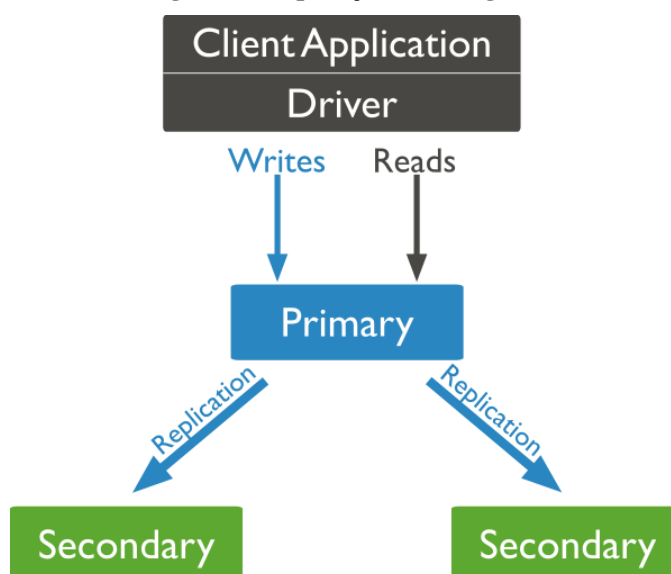 Client Application
Driver
Writes Reads
Primary
Replication Replication
Secondary Secondary